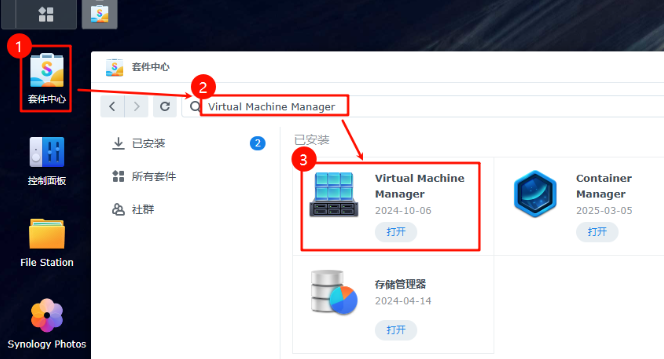 1
套件中心
控制面板
File Station
Synology Photos
套件中心
2
Virtual Machine Manager
已安装
2
所有套件
社群
已安装
3
Virtual Machine
Manager
2024-10-06
打开
Container
Manager
2025-03-05
打开
存储管理器
2024-04-14
打开